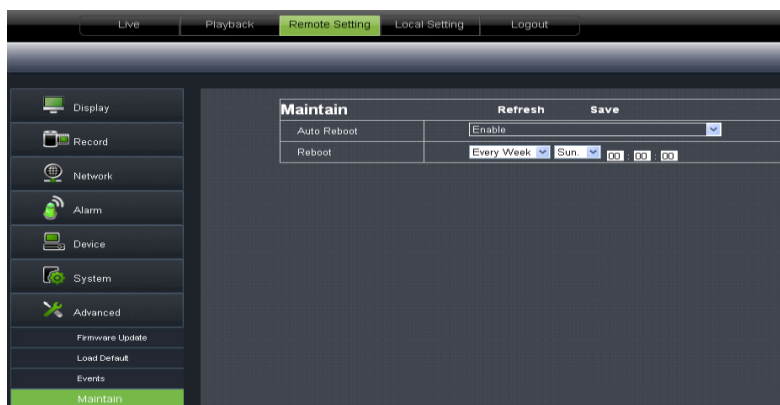 Live Playback Remote Setting Local Setting Logout
Display
Record
Network
Alarm
Device
System
Advanced
Firmware Update
Load Default
Events
Maintain
Maintain Refresh Save
Auto Reboot Enable
Reboot Every Week Sun. 00 : 00 : 00